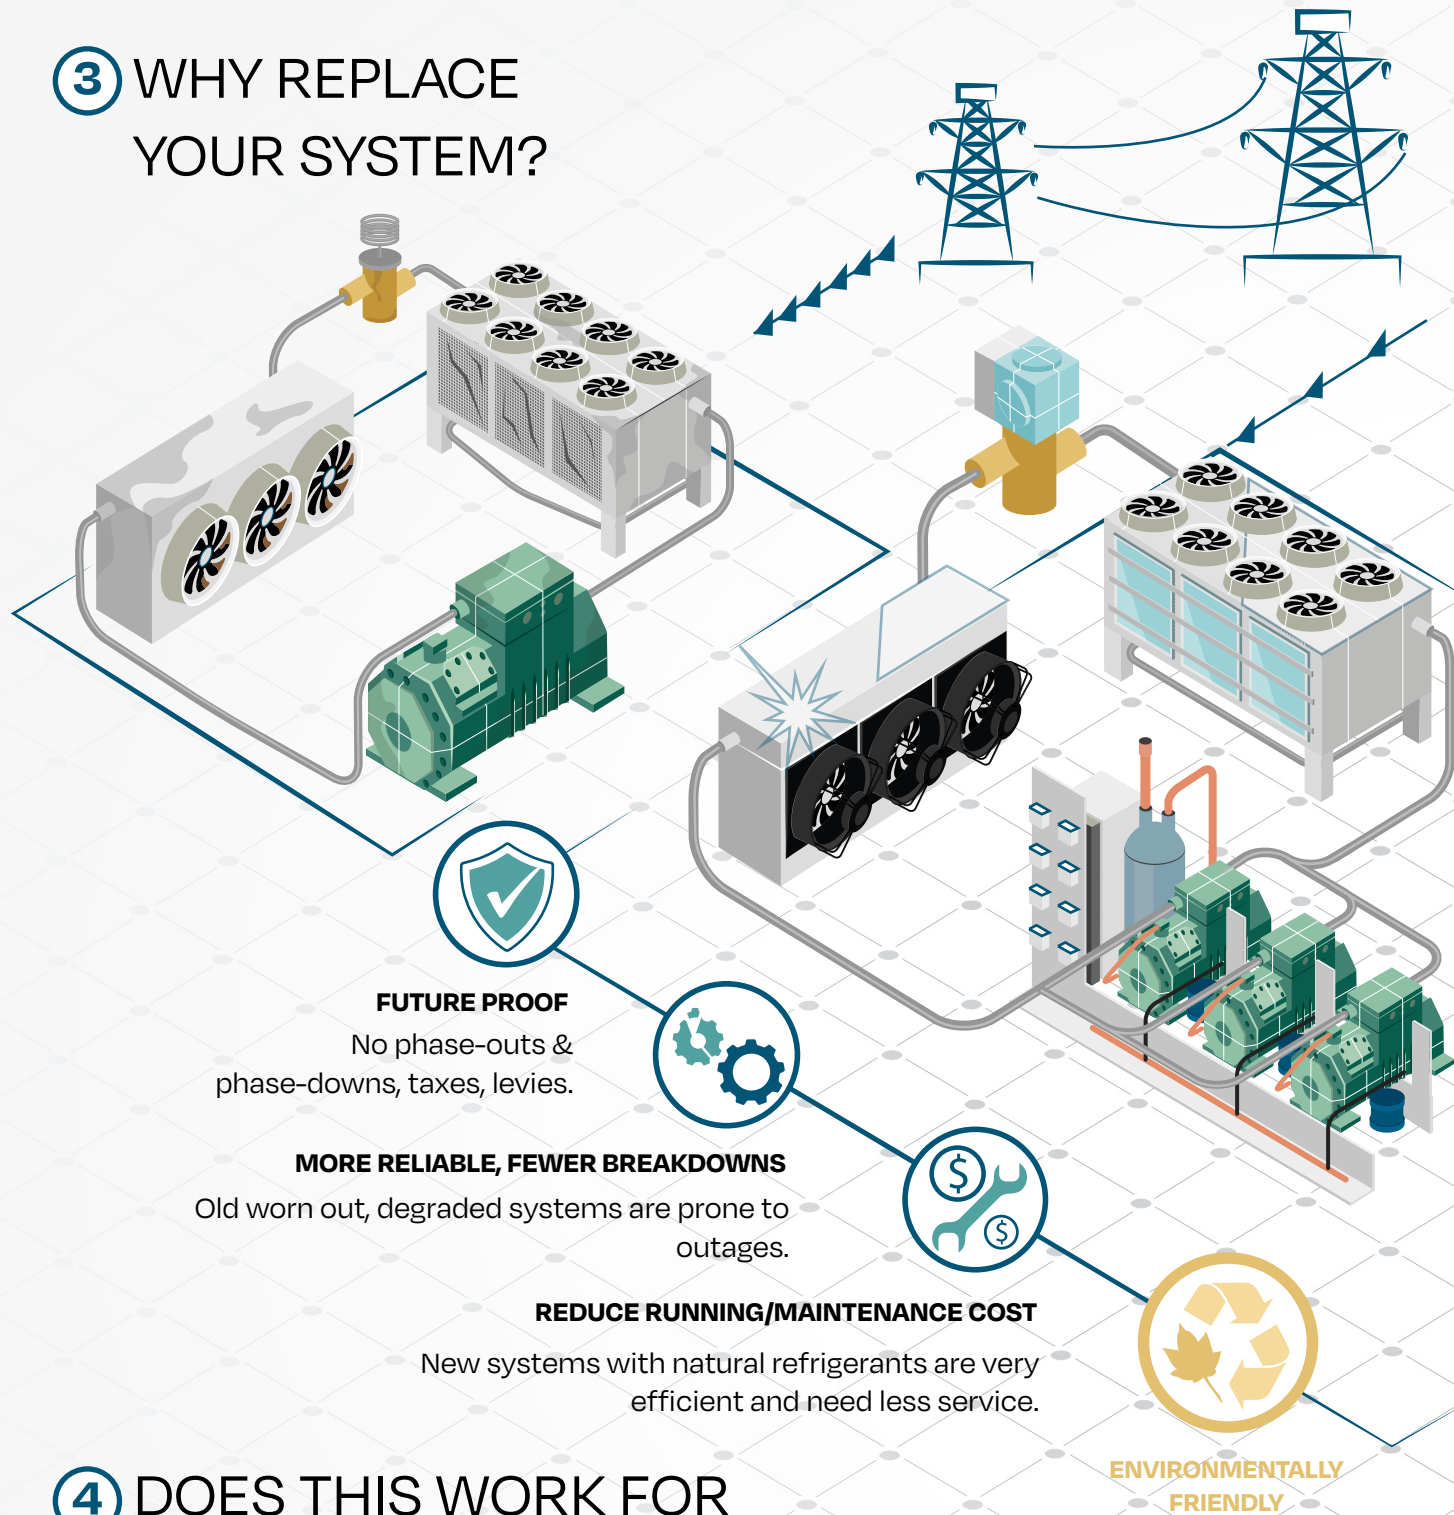 3 WHY REPLACE
YOUR SYSTEM?
FUTURE PROOF
No phase-outs &
phase-downs, taxes, levies.
MORE RELIABLE, FEWER BREAKDOWNS
Old worn out, degraded systems are prone to
outages.
$
$
REDUCE RUNNING/MAINTENANCE COST
New systems with natural refrigerants are very
efficient and need less service.
ENVIRONMENTALLY
FRIENDLY
4 DOES THIS WORK FOR